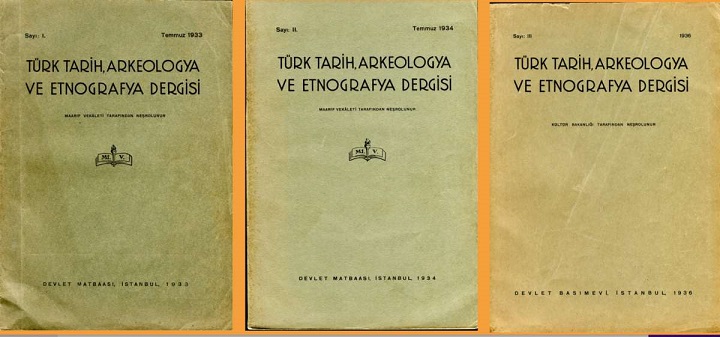 Sayı: I. Temmuz 1933
TÜRK TARİH, ARKEOLOGYA
VE ETNOGRAFYA DERGİSİ
MAARİF VEKÂLETİ TARAFINDAN NEŞROLUNUR
M. V.
DEVLET MATBAASI, İSTANBUL, 1933
Sayı: II. Temmuz 1934
TÜRK TARİH, ARKEOLOGYA
VE ETNOGRAFYA DERGİSİ
MAARİF VEKÂLETİ TARAFINDAN NEŞROLUNUR
M. V.
DEVLET MATBAASI, İSTANBUL, 1934
Sayı: III 1936
TÜRK TARİH, ARKEOLOGYA
VE ETNOGRAFYA DERGİSİ
KÜLTÜR BAKANLIĞI TARAFINDAN NEŞROLUNUR
DEVLET BASIMEVİ, İSTANBUL, 1936